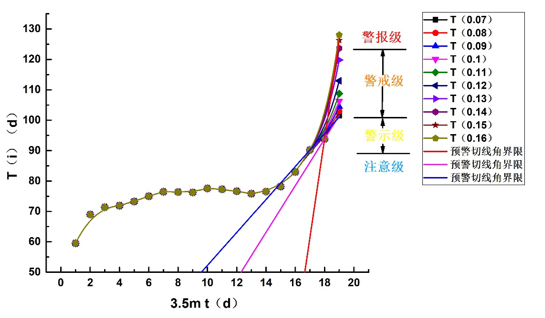 130
120
110
100
90
80
70
60
50
T（i）（d）
0 2 4 6 8 10 12 14 16 18 20
3.5m t（d）
警报级
警戒级
警示级
注意级
T（0.07）
T（0.08）
T（0.09）
T（0.1）
T（0.11）
T（0.12）
T（0.13）
T（0.14）
T（0.15）
T（0.16）
预警切线角界限
预警切线角界限
预警切线角界限